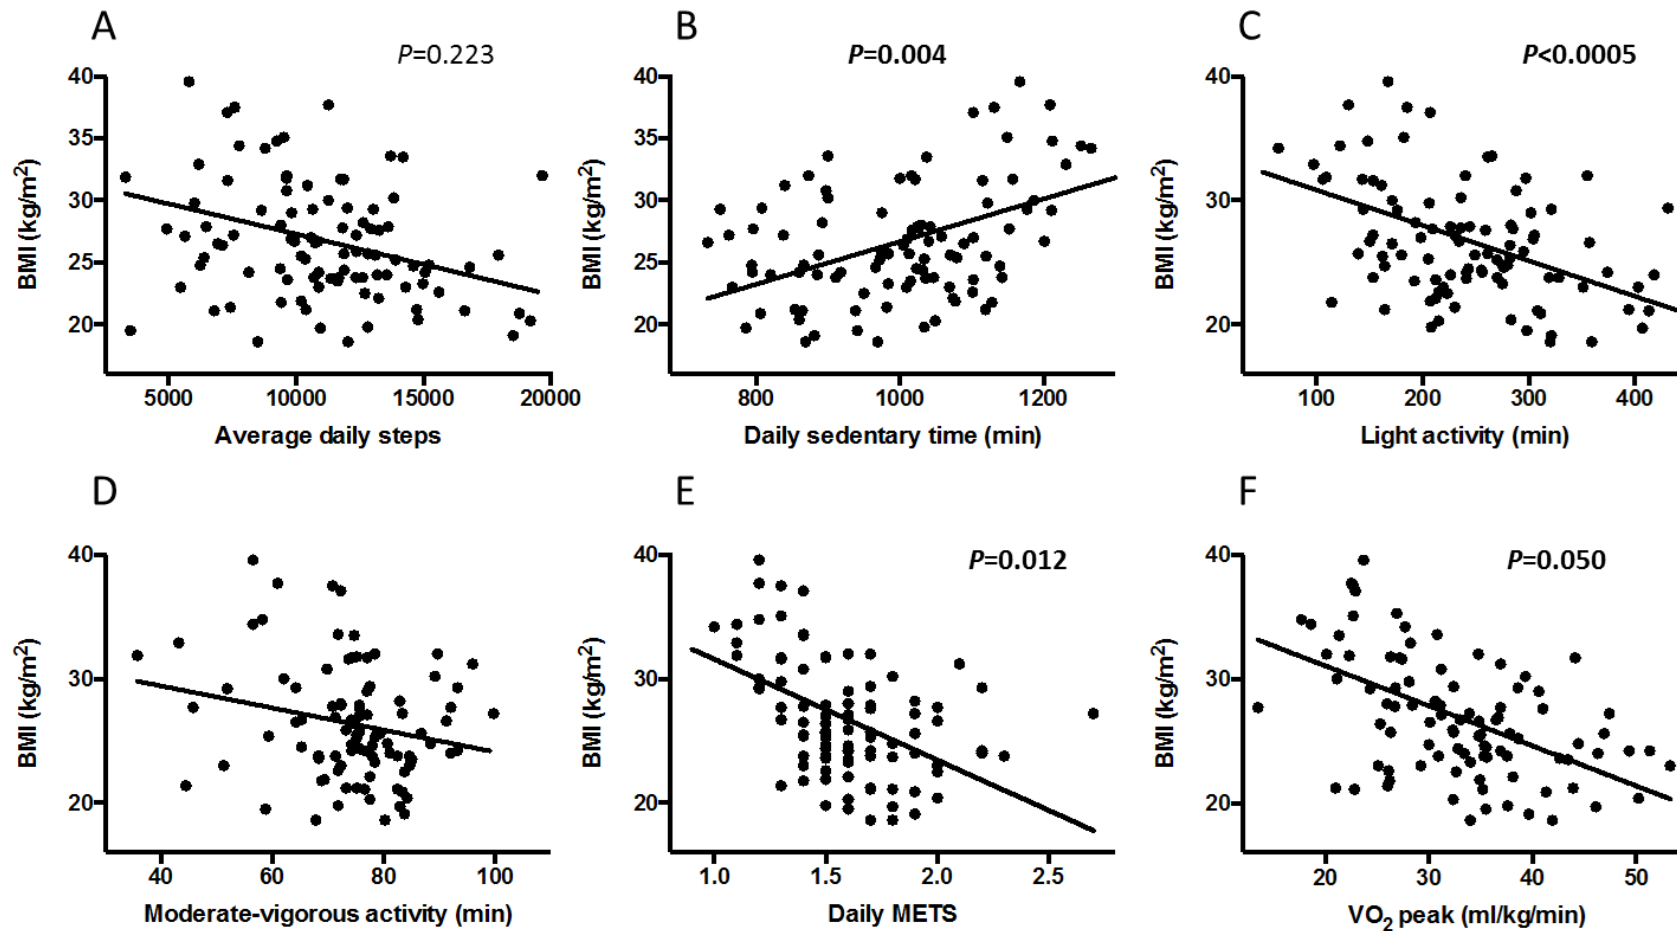 A
P=0.223
40
35
30
25
20
BMI (kg/m²)
5000
10000
15000
20000
Average daily steps
B
P=0.004
40
35
30
25
20
BMI (kg/m²)
800
1000
1200
Daily sedentary time (min)
C
P<0.0005
40
30
20
BMI (kg/m²)
100
200
300
400
Light activity (min)
D
40
30
20
BMI (kg/m²)
40
60
80
100
Moderate-vigorous activity (min)
E
P=0.012
40
30
20
BMI (kg/m²)
1.0
1.5
2.0
2.5
Daily METS
F
P=0.050
40
30
20
BMI (kg/m²)
20
30
40
50
VO₂ peak (ml/kg/min)